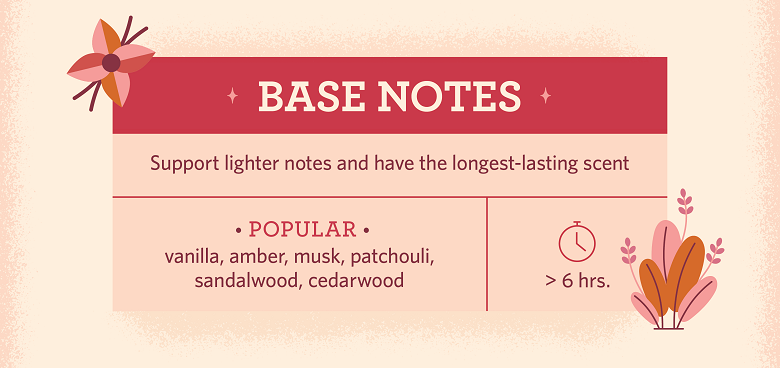 BASE NOTES
Support lighter notes and have the longest-lasting scent
• POPULAR •
vanilla, amber, musk, patchouli,
sandalwood, cedarwood
> 6 hrs.